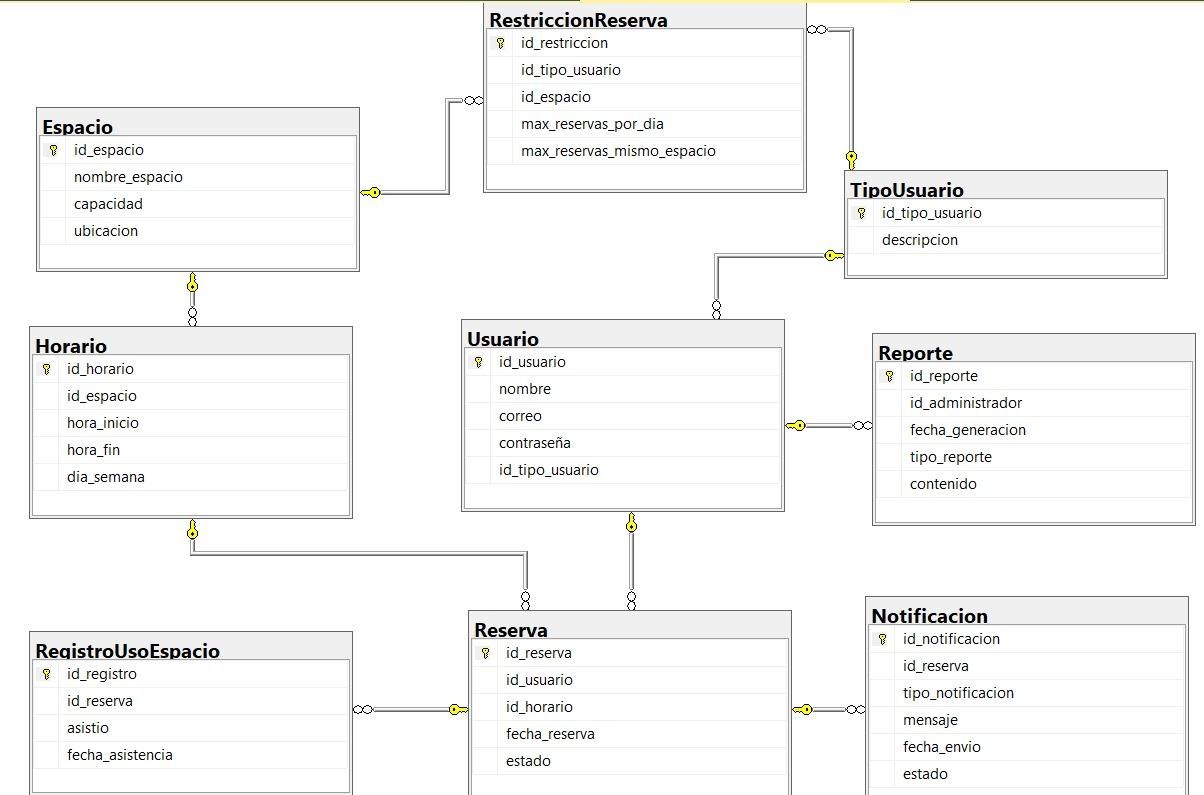 RestriccionReserva
id_restriccion
id_tipo_usuario
id_espacio
max_reservas_por_dia
max_reservas_mismo_espacio
Espacio
id_espacio
nombre_espacio
capacidad
ubicacion
TipoUsuario
id_tipo_usuario
descripcion
Horario
id_horario
id_espacio
hora_inicio
hora_fin
dia_semana
Usuario
id_usuario
nombre
correo
contraseña
id_tipo_usuario
Reporte
id_reporte
id_administrador
fecha_generacion
tipo_reporte
contenido
RegistroUsoEspacio
id_registro
id_reserva
asistio
fecha_asistencia
Reserva
id_reserva
id_usuario
id_horario
fecha_reserva
estado
Notificacion
id_notificacion
id_reserva
tipo_notificacion
mensaje
fecha_envio
estado